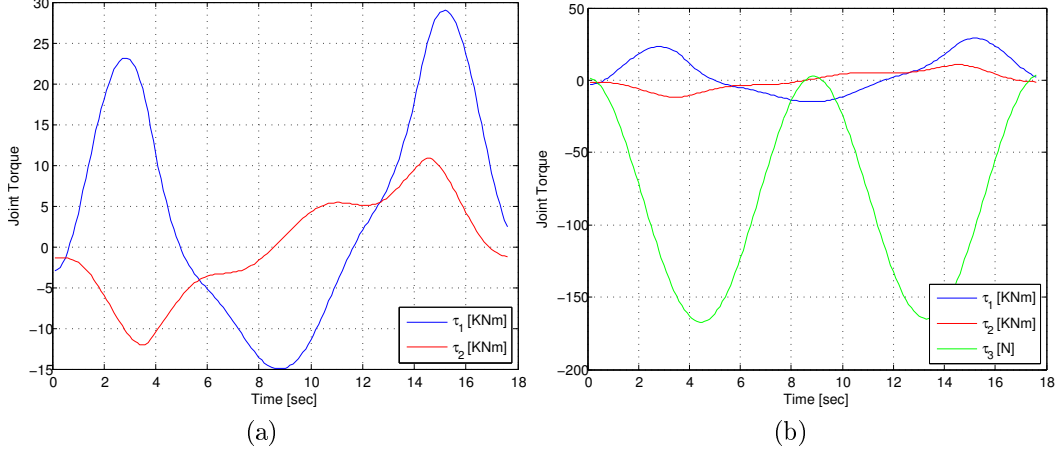 30
25
20
15
10
5
0
−5
−10
−15
Joint Torque
0 2 4 6 8 10 12 14 16 18
Time [sec]
τ1 [KNm]
τ2 [KNm]
(a)
50
0
−50
−100
−150
−200
Joint Torque
0 2 4 6 8 10 12 14 16 18
Time [sec]
τ1 [KNm]
τ2 [KNm]
τ3 [N]
(b)